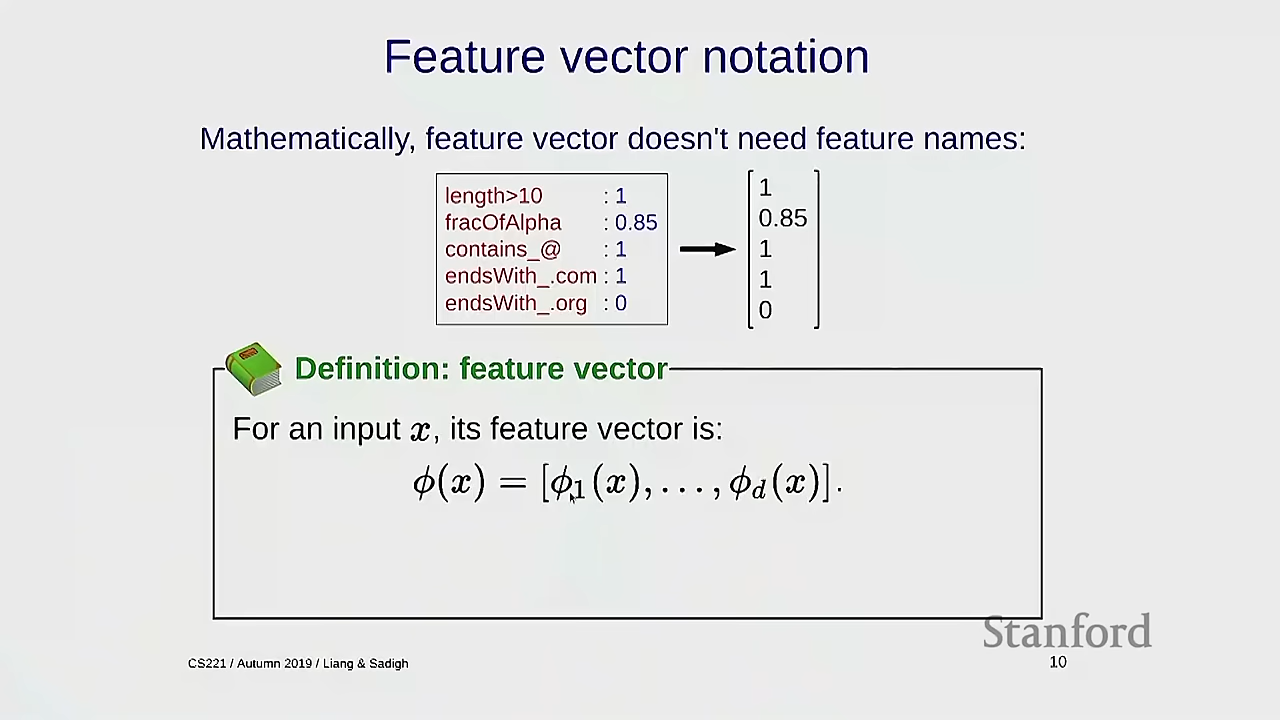 Feature vector notation
Mathematically, feature vector doesn't need feature names:
length>10 : 1
fracOfAlpha : 0.85
contains_@ : 1
endsWith_.com : 1
endsWith_.org : 0
1
0.85
1
1
0
Definition: feature vector
For an input x, its feature vector is:
ϕ(x) = [ϕ₁(x), . . . , ϕ_d(x)].
Stanford
CS221 / Autumn 2019 / Liang & Sadigh
10